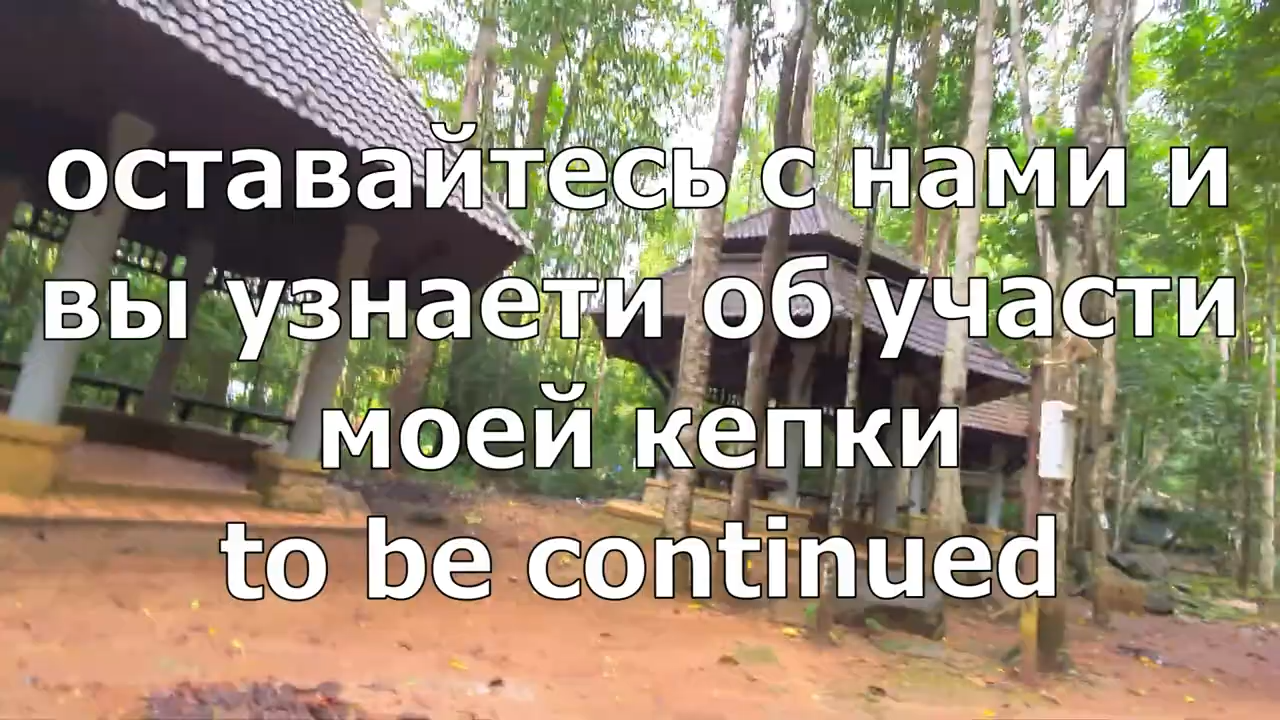 оставайтесь с нами и
вы узнаети об участи
моей кепки
to be continued